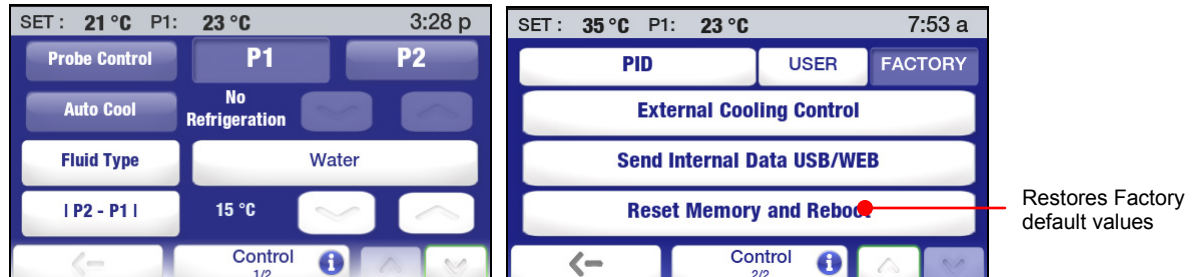 SET : 21 °C P1: 23 °C 3:28 p
Probe Control P1 P2
Auto Cool No Refrigeration
Fluid Type Water
I P2 - P1 I 15 °C
Control
1/2
SET : 35 °C P1: 23 °C 7:53 a
PID USER FACTORY
External Cooling Control
Send Internal Data USB/WEB
Reset Memory and Reboot
Control
2/2
Restores Factory
default values